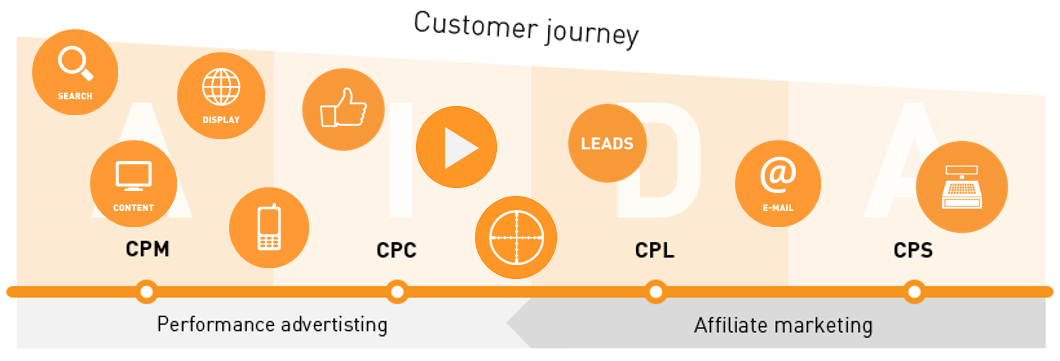 Customer journey
A I D A
SEARCH
DISPLAY
LEADS
CONTENT
@
E-MAIL
CPM
CPC
CPL
CPS
Performance advertisting
Affiliate marketing